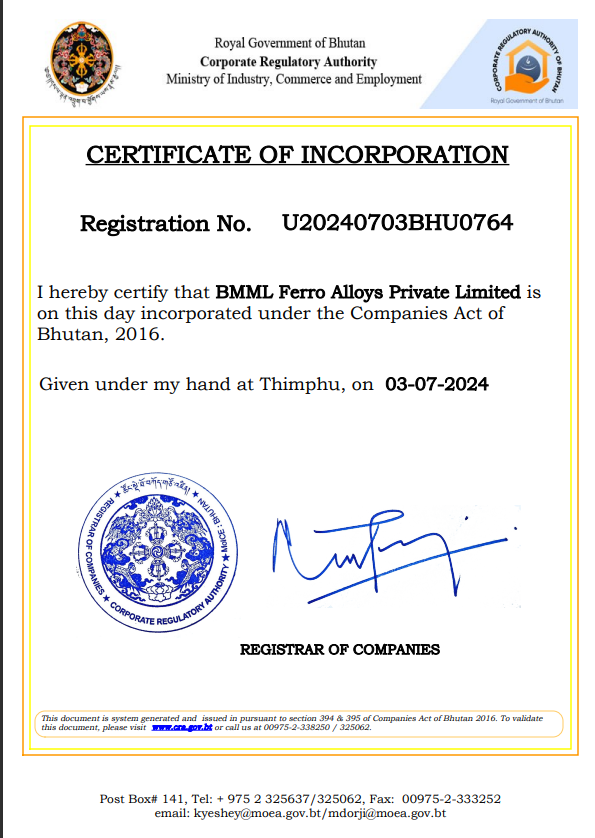 Royal Government of Bhutan
Corporate Regulatory Authority
Ministry of Industry, Commerce and Employment
CORPORATE REGULATORY AUTHORITY OF BHUTAN
Royal Government of Bhutan
CERTIFICATE OF INCORPORATION
Registration No. U20240703BHU0764
I hereby certify that BMML Ferro Alloys Private Limited is
on this day incorporated under the Companies Act of
Bhutan, 2016.
Given under my hand at Thimphu, on 03-07-2024
REGISTRAR OF COMPANIES ★ MOICE : BHUTAN ★
★ CORPORATE REGULATORY AUTHORITY ★
REGISTRAR OF COMPANIES
This document is system generated and issued in pursuant to section 394 & 395 of Companies Act of Bhutan 2016. To validate
this document, please visit www.cra.gov.bt or call us at 00975-2-338250 / 325062.
Post Box# 141, Tel: + 975 2 325637/325062, Fax: 00975-2-333252
email: kyeshey@moea.gov.bt/mdorji@moea.gov.bt